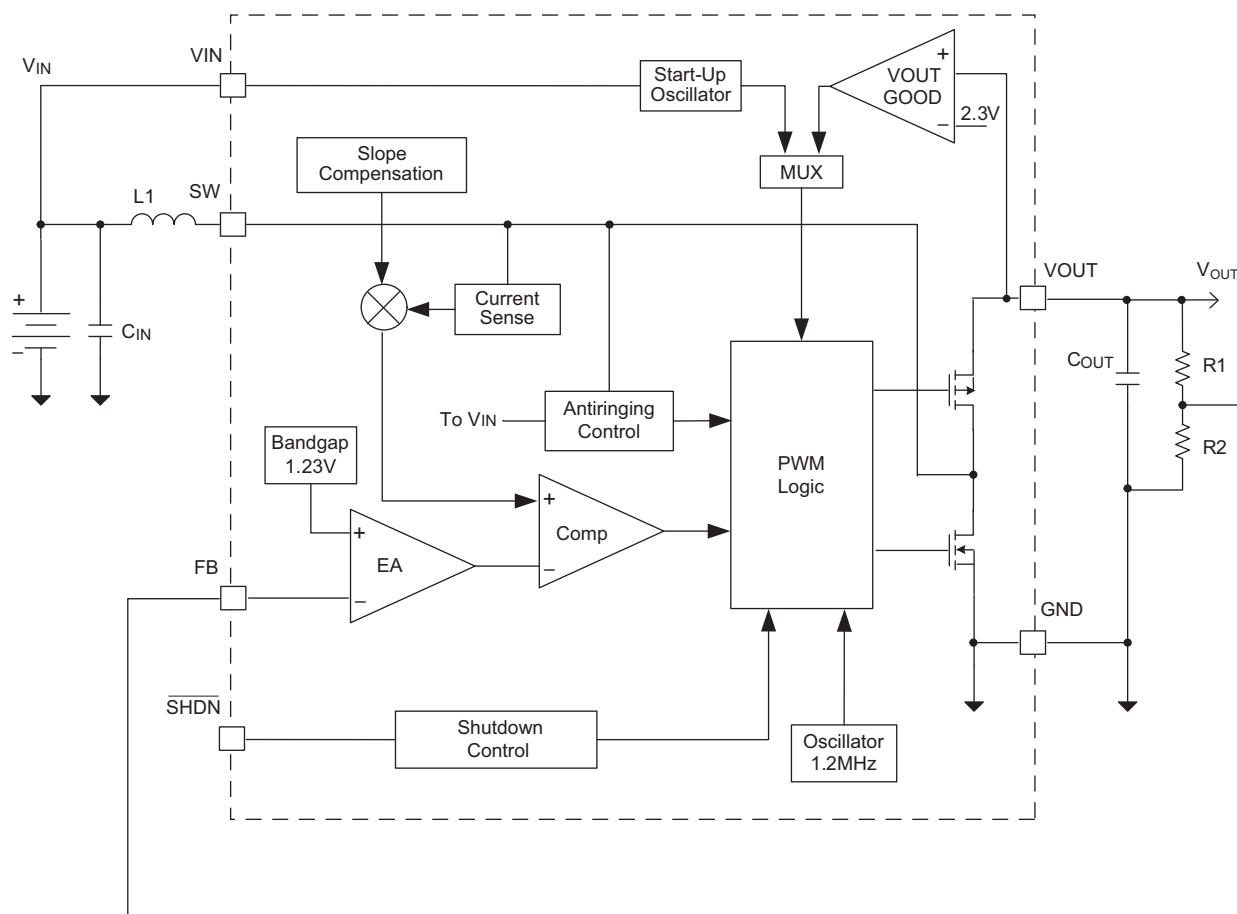 VIN
VIN
Start-Up
Oscillator
+
VOUT
GOOD
2.3V
−
Slope
Compensation
MUX
L1
SW
VOUT
VOUT
+
−
CIN
Current
Sense
COUT
R1
R2
To VIN
Antiringing
Control
PWM
Logic
Bandgap
1.23V
+
−
EA
+
−
Comp
FB
GND
SHDN
Shutdown
Control
Oscillator
1.2MHz